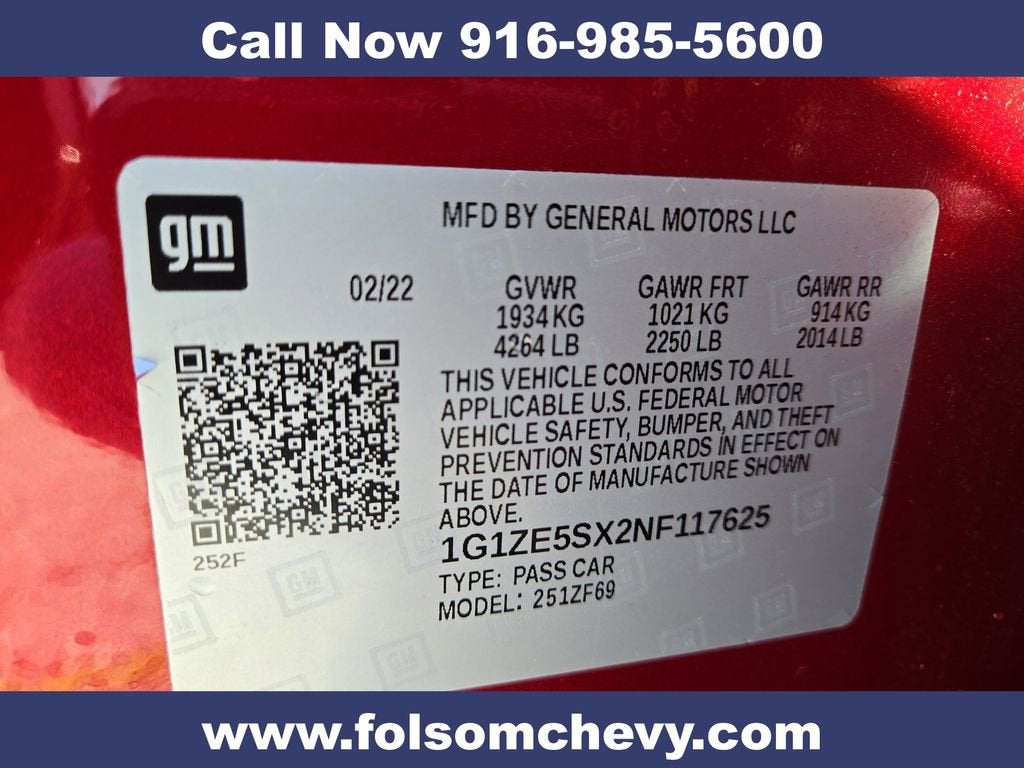 Call Now 916-985-5600
gm
MFD BY GENERAL MOTORS LLC
02/22
GVWR
1934 KG
4264 LB
GAWR FRT
1021 KG
2250 LB
GAWR RR
914 KG
2014 LB
THIS VEHICLE CONFORMS TO ALL
APPLICABLE U.S. FEDERAL MOTOR
VEHICLE SAFETY, BUMPER, AND THEFT
PREVENTION STANDARDS IN EFFECT ON
THE DATE OF MANUFACTURE SHOWN
ABOVE.
1G1ZE5SX2NF117625
TYPE: PASS CAR
MODEL: 251ZF69
252F
GM
GM
GM
www.folsomchevy.com